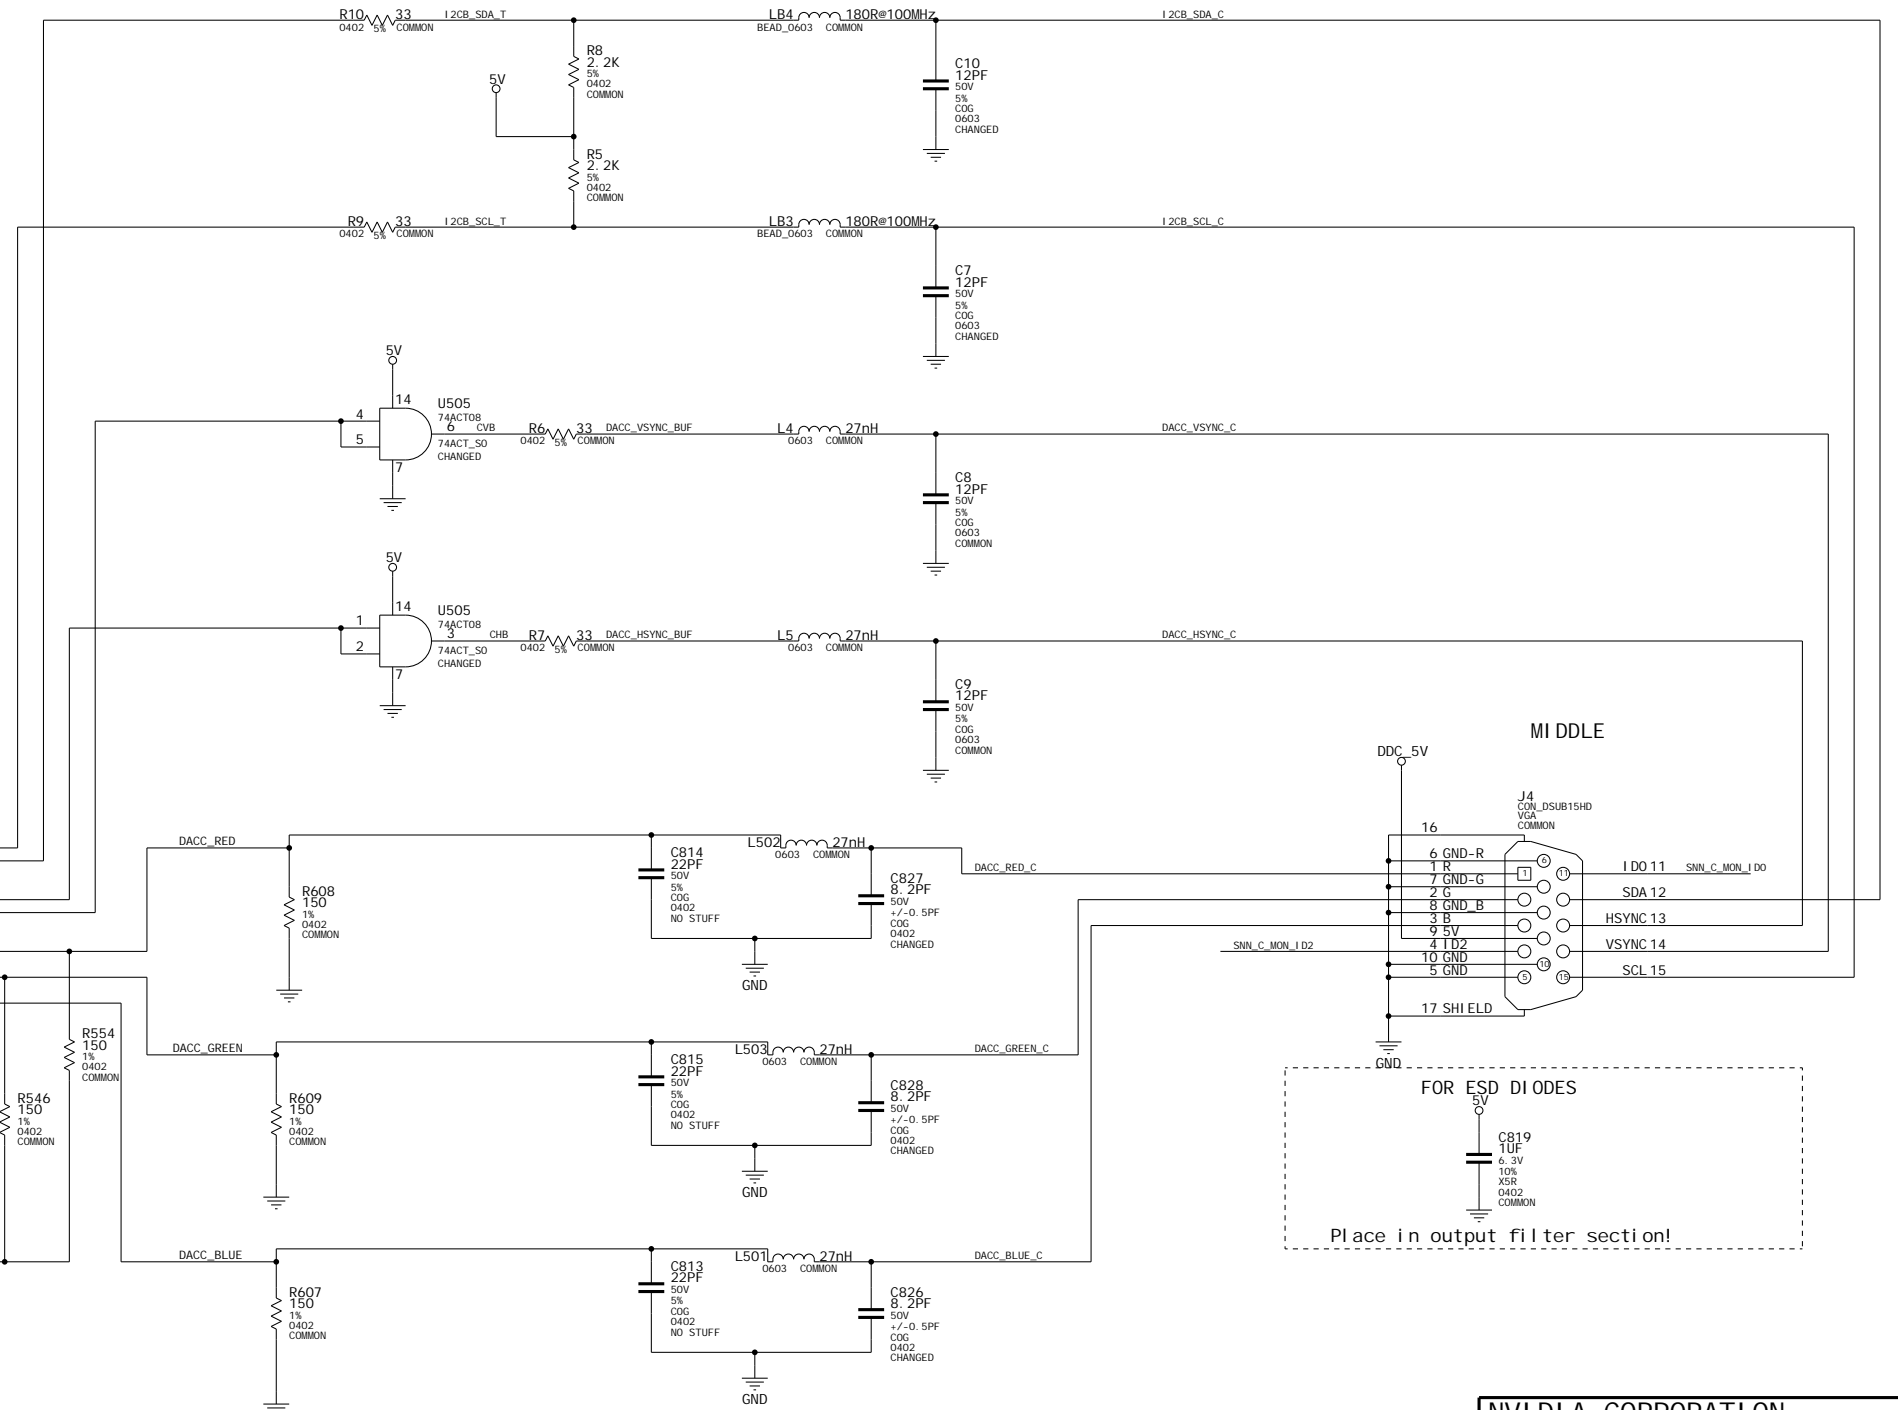 R10 33 I2CB_SDA_T
0402 5% COMMON
LB4 180R@100MHz
BEAD_0603 COMMON
I2CB_SDA_C
R8
2.2K
5%
0402
COMMON
5V
C10
12PF
50V
5%
COG
0603
CHANGED
R5
2.2K
5%
0402
COMMON
R9 33 I2CB_SCL_T
0402 5% COMMON
LB3 180R@100MHz
BEAD_0603 COMMON
I2CB_SCL_C
C7
12PF
50V
5%
COG
0603
CHANGED
5V
14
4
5
6
7
U505
74ACT08
CVB
74ACT_SO
CHANGED
R6 33 DACC_VSYNC_BUF
0402 5% COMMON
L4 27nH
0603 COMMON
DACC_VSYNC_C
C8
12PF
50V
5%
COG
0603
COMMON
5V
14
1
2
3
7
U505
74ACT08
CHB
74ACT_SO
CHANGED
R7 33 DACC_HSYNC_BUF
0402 5% COMMON
L5 27nH
0603 COMMON
DACC_HSYNC_C
C9
12PF
50V
5%
COG
0603
COMMON
MIDDLE
DDC_5V
J4
CON_DSUB15HD
VGA
COMMON
16
6 GND-R
1 R
7 GND-G
2 G
8 GND_B
3 B
9 5V
4 ID2
10 GND
5 GND
17 SHIELD
6
1
11
10
5
15
ID0 11 SNN_C_MON_ID0
SDA 12
HSYNC 13
VSYNC 14
SCL 15
SNN_C_MON_ID2
GND
DACC_RED
R608
150
1%
0402
COMMON
C814
22PF
50V
5%
COG
0402
NO STUFF
L502 27nH
0603 COMMON
C827
8.2PF
50V
+/-0.5PF
COG
0402
CHANGED
DACC_RED_C
GND
R554
150
1%
0402
COMMON
R546
150
1%
0402
COMMON
DACC_GREEN
R609
150
1%
0402
COMMON
C815
22PF
50V
5%
COG
0402
NO STUFF
L503 27nH
0603 COMMON
C828
8.2PF
50V
+/-0.5PF
COG
0402
CHANGED
DACC_GREEN_C
GND
FOR ESD DIODES
5V
C819
1UF
6.3V
10%
X5R
0402
COMMON
Place in output filter section!
DACC_BLUE
R607
150
1%
0402
COMMON
C813
22PF
50V
5%
COG
0402
NO STUFF
L501 27nH
0603 COMMON
C826
8.2PF
50V
+/-0.5PF
COG
0402
CHANGED
DACC_BLUE_C
GND
NVIDIA CORPORATION